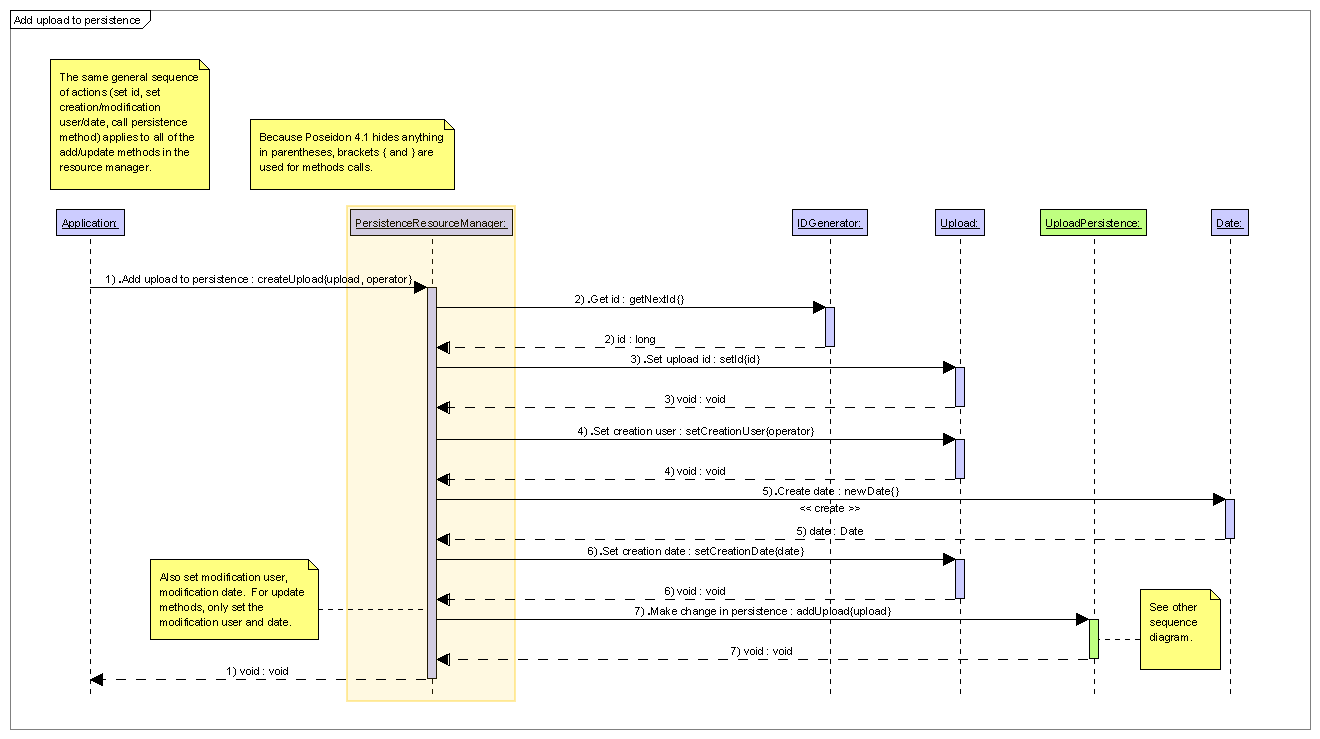 Add upload to persistence
The same general sequence
of actions (set id, set
creation/modification
user/date, call persistence
method) applies to all of the
add/update methods in the
resource manager.
Because Poseidon 4.1 hides anything
in parentheses, brackets { and } are
used for methods calls.
Application:
PersistenceResourceManager:
IDGenerator:
Upload:
UploadPersistence:
Date:
1) .Add upload to persistence : createUpload{upload, operator}
2) .Get id : getNextId{}
2) id : long
3) .Set upload id : setId{id}
3) void : void
4) .Set creation user : setCreationUser{operator}
4) void : void
5) .Create date : newDate{}
<< create >>
5) date : Date
6) .Set creation date : setCreationDate{date}
6) void : void
Also set modification user,
modification date. For update
methods, only set the
modification user and date.
7) .Make change in persistence : addUpload{upload}
See other
sequence
diagram.
7) void : void
1) void : void